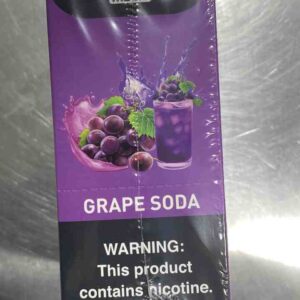 GRAPE SODA
WARNING:
This product
contains nicotine.